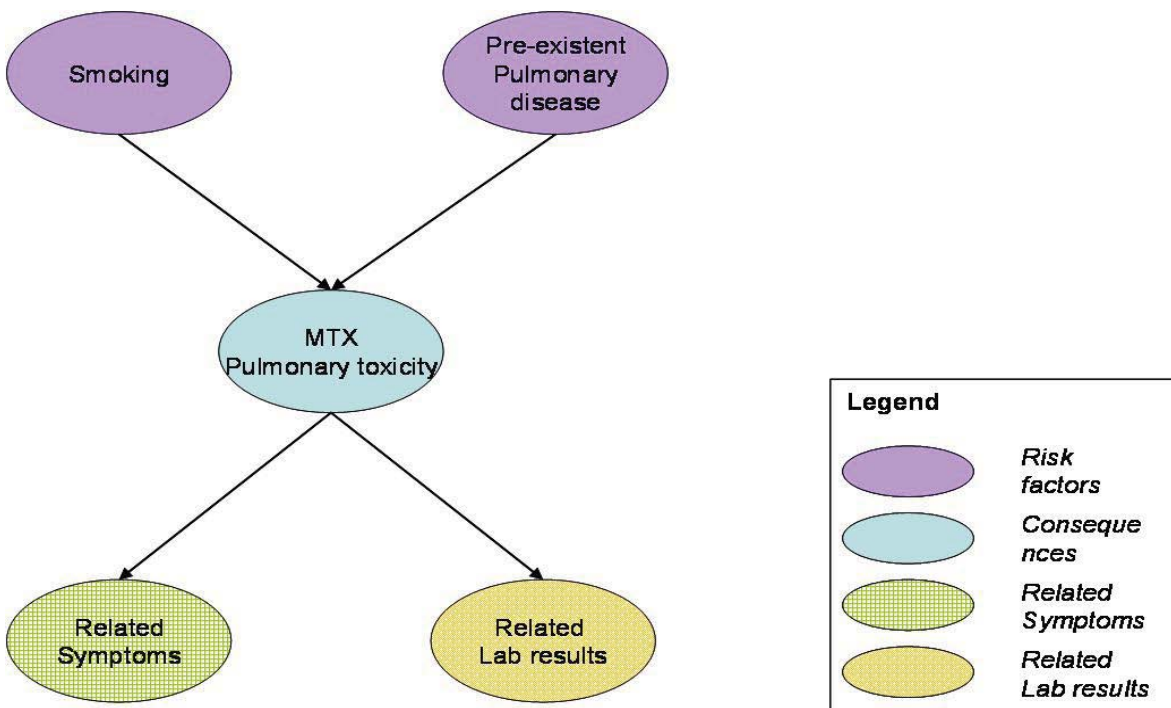 Smoking
Pre-existent
Pulmonary
disease
MTX
Pulmonary toxicity
Related
Symptoms
Related
Lab results
Legend
Risk
factors
Conseque
nces
Related
Symptoms
Related
Lab results